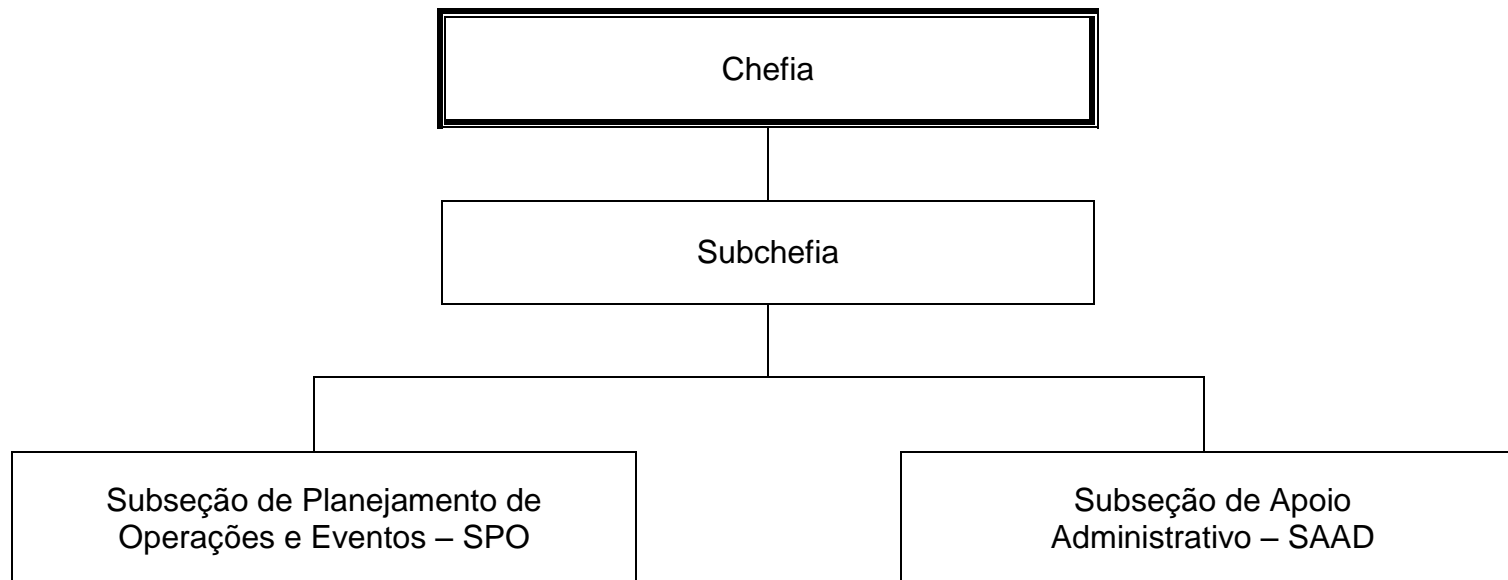 Chefia
Subchefia
Subseção de Planejamento de
Operações e Eventos – SPO
Subseção de Apoio
Administrativo – SAAD